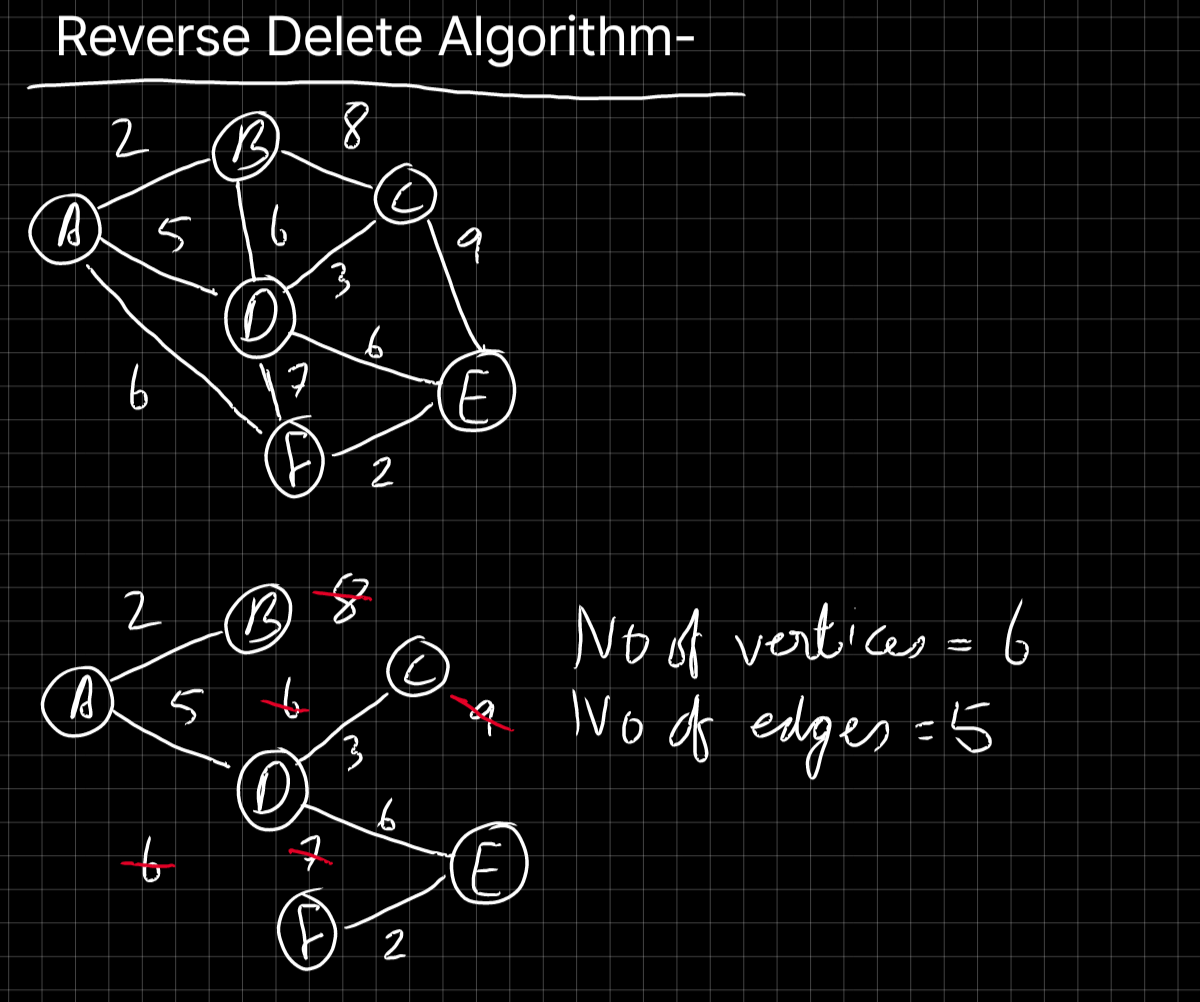 Reverse Delete Algorithm-
2 B 8
A 5 6 C 9
3
D 6
6 7 E
F 2
2 B 8
A 5 6 C 9
3
D 6
6 7 E
F 2
No of vertices = 6
No of edges = 5